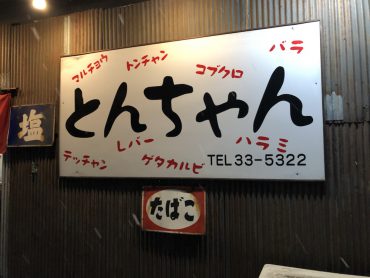 マルチョウ
トンチャン
コブクロ
バラ
とんちゃん
テッチャン
レバー
ゲタカルビ
ハラミ
TEL33-5322
塩
たばこ